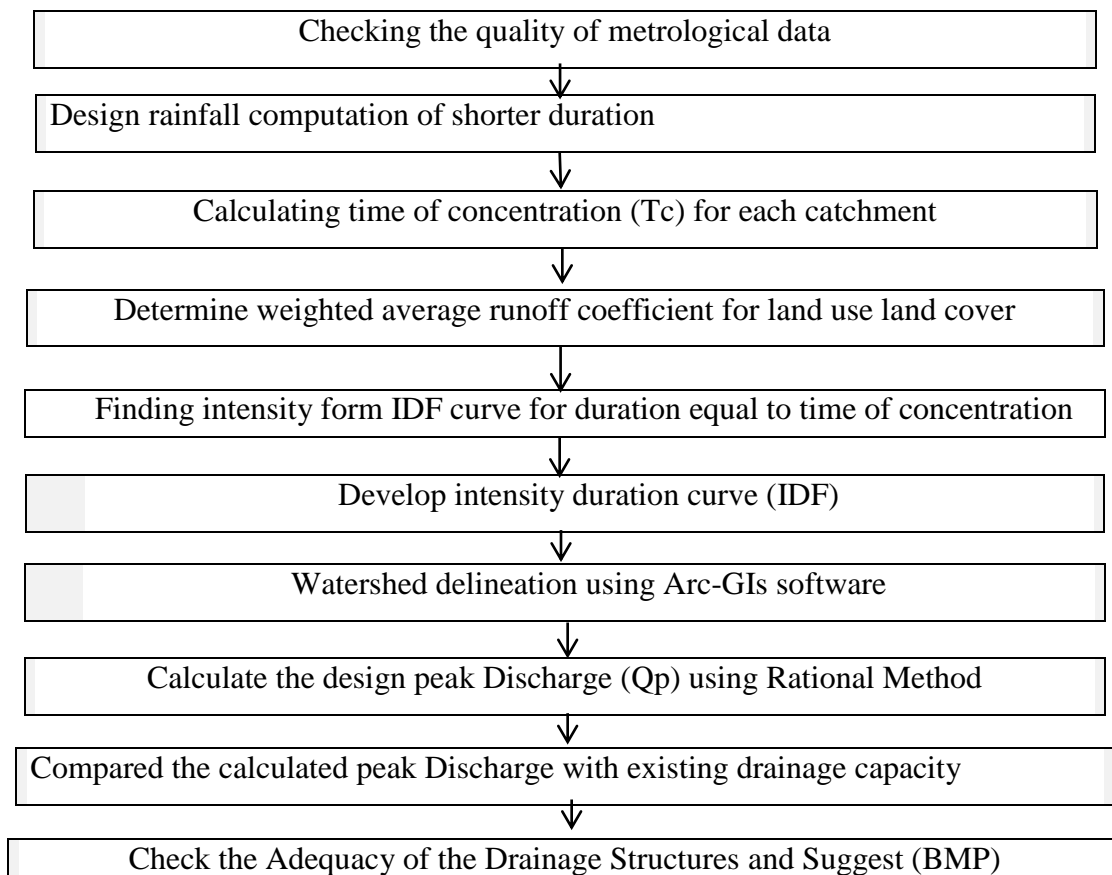 Checking the quality of metrological data
Design rainfall computation of shorter duration
Calculating time of concentration (Tc) for each catchment
Determine weighted average runoff coefficient for land use land cover
Finding intensity form IDF curve for duration equal to time of concentration
Develop intensity duration curve (IDF)
Watershed delineation using Arc-GIs software
Calculate the design peak Discharge (Qp) using Rational Method
Compared the calculated peak Discharge with existing drainage capacity
Check the Adequacy of the Drainage Structures and Suggest (BMP)